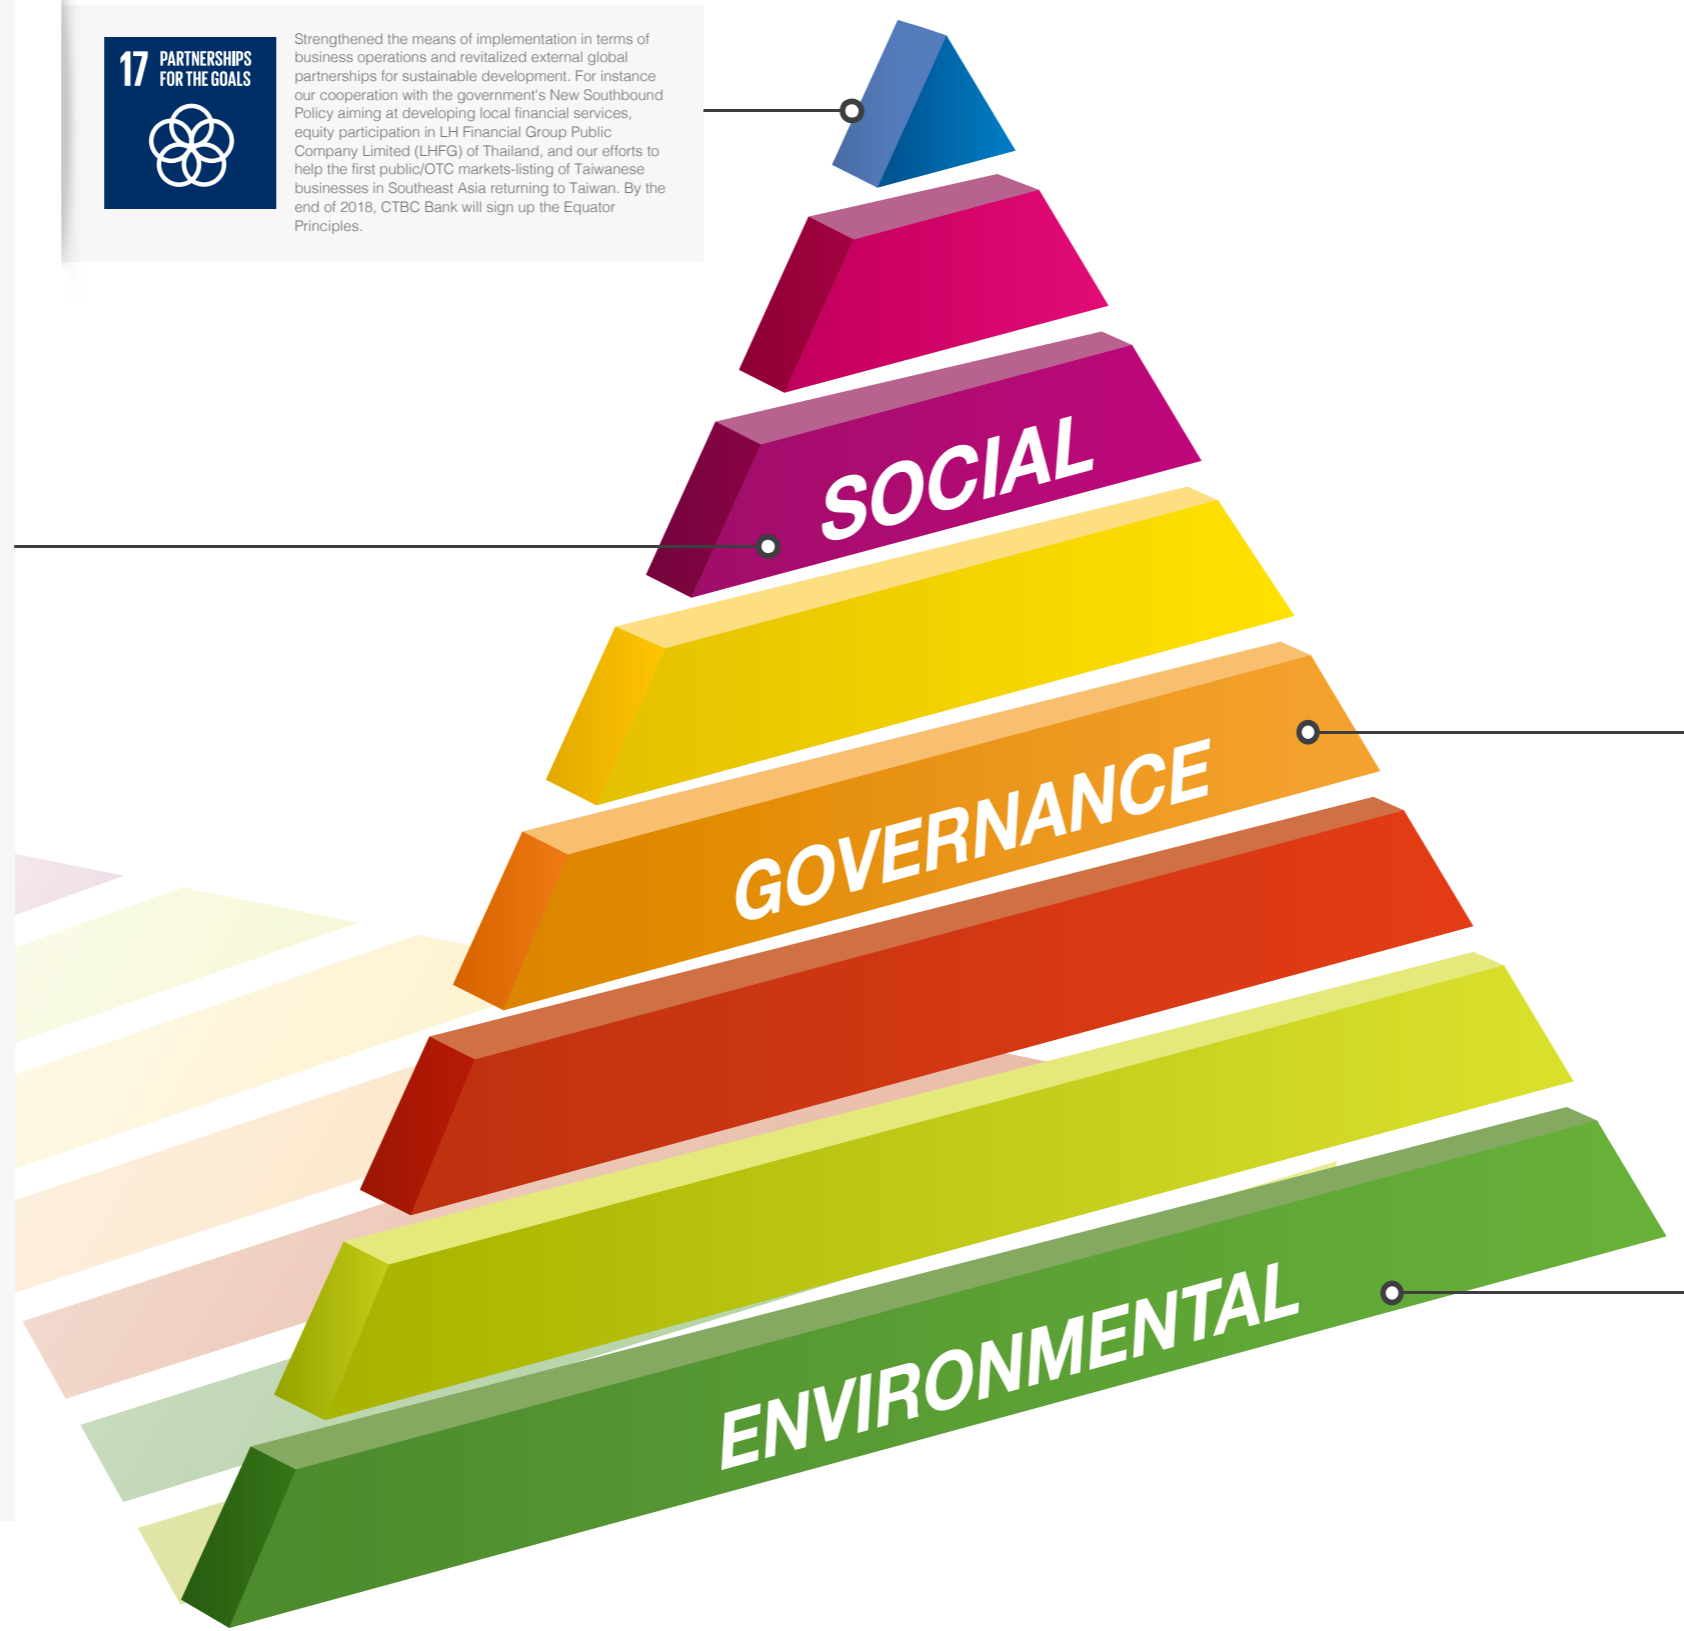 17 PARTNERSHIPS
FOR THE GOALS
Strengthened the means of implementation in terms of
business operations and revitalized external global
partnerships for sustainable development. For instance
our cooperation with the government's New Southbound
Policy aiming at developing local financial services,
equity participation in LH Financial Group Public
Company Limited (LHFG) of Thailand, and our efforts to
help the first public/OTC markets-listing of Taiwanese
businesses in Southeast Asia returning to Taiwan. By the
end of 2018, CTBC Bank will sign up the Equator
Principles.
SOCIAL
GOVERNANCE
ENVIRONMENTAL